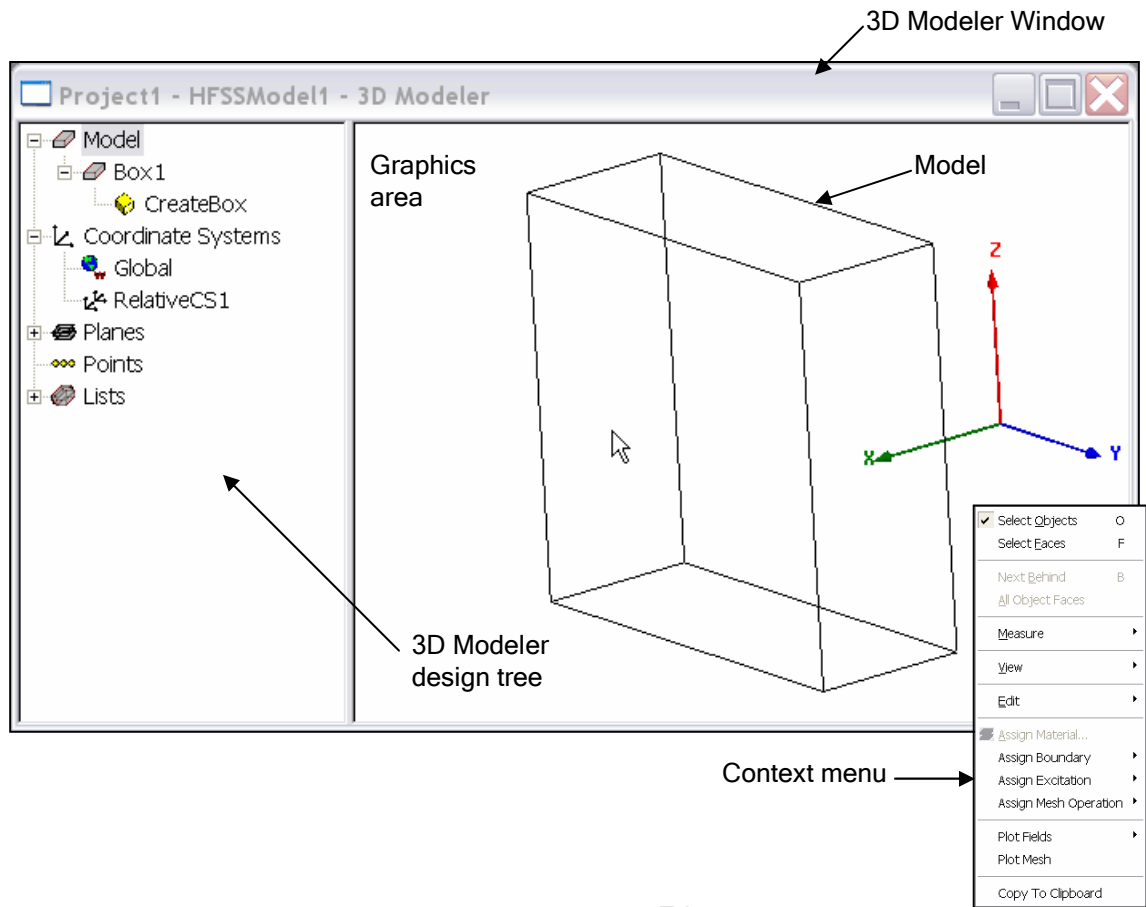 3D Modeler Window
Project1 - HFSSModel1 - 3D Modeler
Model
Box1
CreateBox
Coordinate Systems
Global
RelativeCS1
Planes
Points
Lists
Graphics
area
Model
Z
X
Y
3D Modeler
design tree
Context menu
Select Objects O
Select Faces F
Next Behind B
All Object Faces
Measure
View
Edit
Assign Material...
Assign Boundary
Assign Excitation
Assign Mesh Operation
Plot Fields
Plot Mesh
Copy To Clipboard